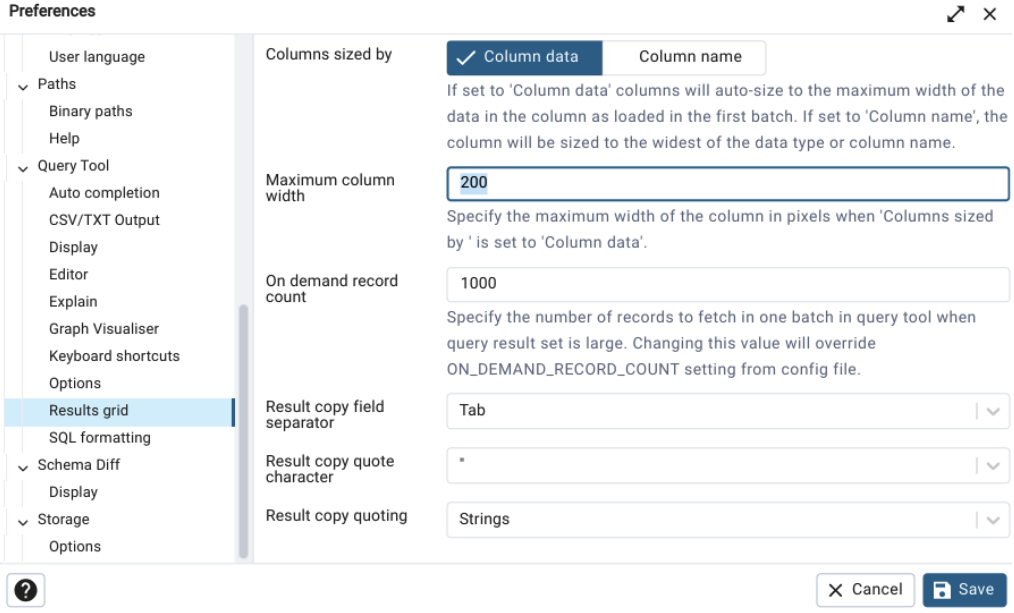 Preferences
User language
Paths
Binary paths
Help
Query Tool
Auto completion
CSV/TXT Output
Display
Editor
Explain
Graph Visualiser
Keyboard shortcuts
Options
Results grid
SQL formatting
Schema Diff
Display
Storage
Options
Columns sized by
Column data
Column name
If set to 'Column data' columns will auto-size to the maximum width of the
data in the column as loaded in the first batch. If set to 'Column name', the
column will be sized to the widest of the data type or column name.
Maximum column
width
200
Specify the maximum width of the column in pixels when 'Columns sized
by ' is set to 'Column data'.
On demand record
count
1000
Specify the number of records to fetch in one batch in query tool when
query result set is large. Changing this value will override
ON_DEMAND_RECORD_COUNT setting from config file.
Result copy field
separator
Tab
Result copy quote
character
"
Result copy quoting
Strings
?
Cancel
Save